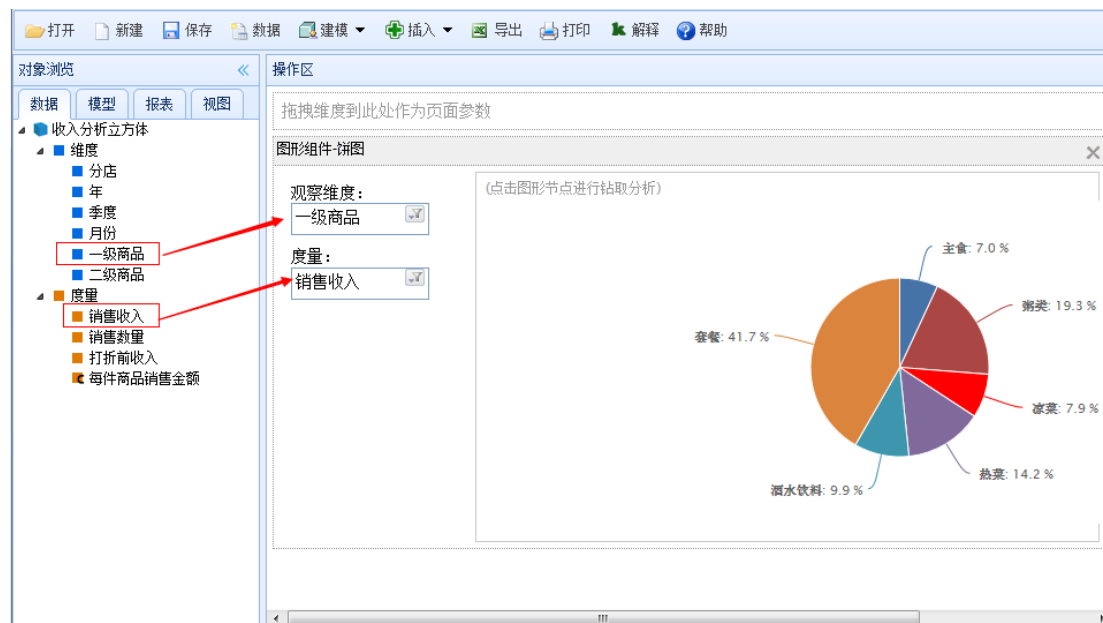 打开 新建 保存 数据 建模 插入 导出 打印 解释 帮助
对象浏览
数据 模型 报表 视图
收入分析立方体
维度
分店
年
季度
月份
一级商品
二级商品
度量
销售收入
销售数量
打折前收入
每件商品销售金额
操作区
拖拽维度到此处作为页面参数
图形组件-饼图
观察维度：
一级商品
度量：
销售收入
(点击图形节点进行钻取分析)
主食: 7.0 %
粥类: 19.3 %
凉菜: 7.9 %
热菜: 14.2 %
酒水饮料: 9.9 %
套餐: 41.7 %